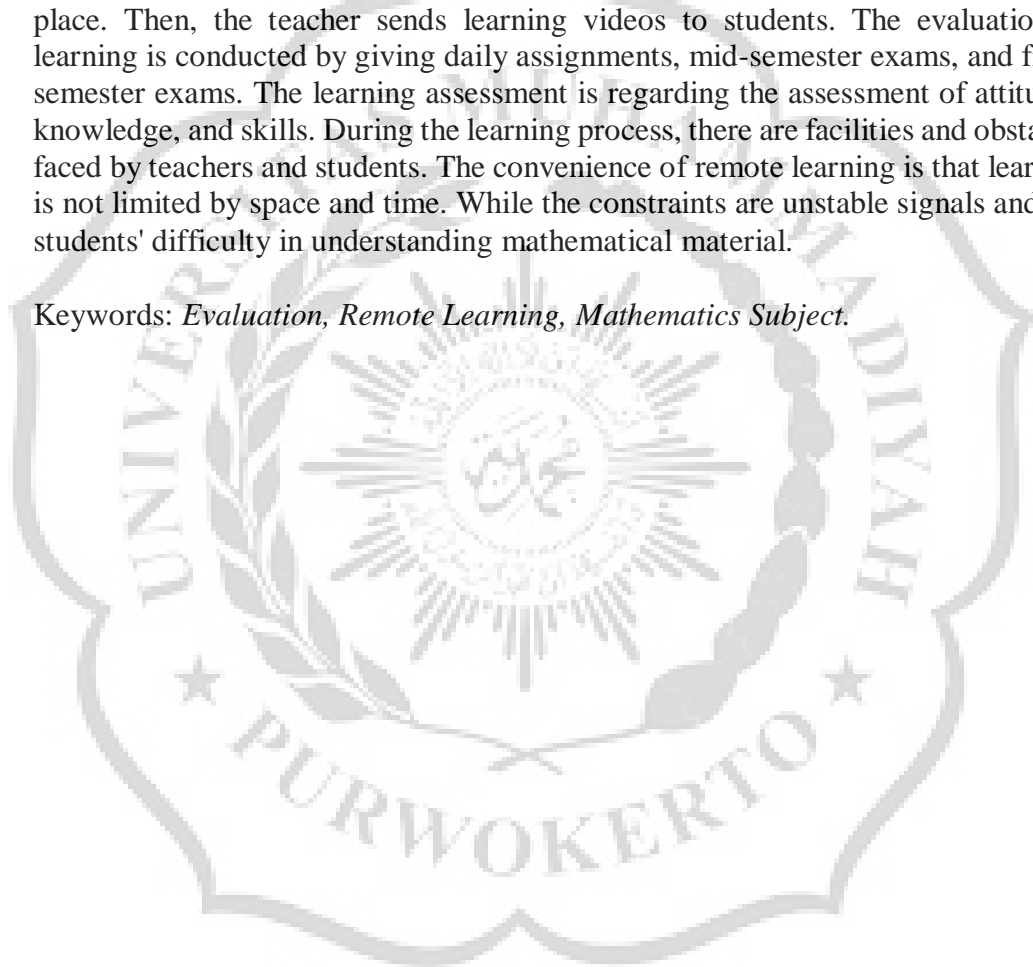 place. Then, the teacher sends learning videos to students. The evaluatio
learning is conducted by giving daily assignments, mid-semester exams, and f
semester exams. The learning assessment is regarding the assessment of attitu
knowledge, and skills. During the learning process, there are facilities and obsta
faced by teachers and students. The convenience of remote learning is that lear
is not limited by space and time. While the constraints are unstable signals and
students' difficulty in understanding mathematical material.
Keywords: Evaluation, Remote Learning, Mathematics Subject.
UNIVERSITAS MUHAMMADIYAH
PURWOKERTO